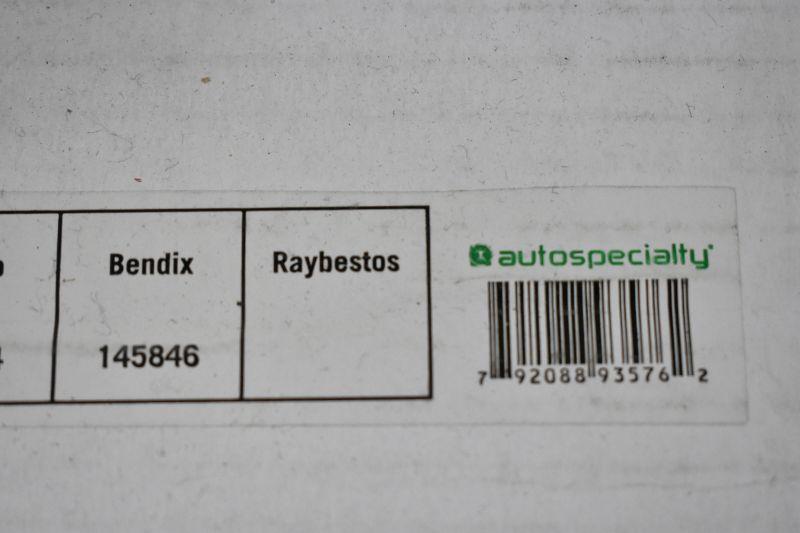 Bendix
Raybestos
autospecialty
145846
7 92088 93576 2